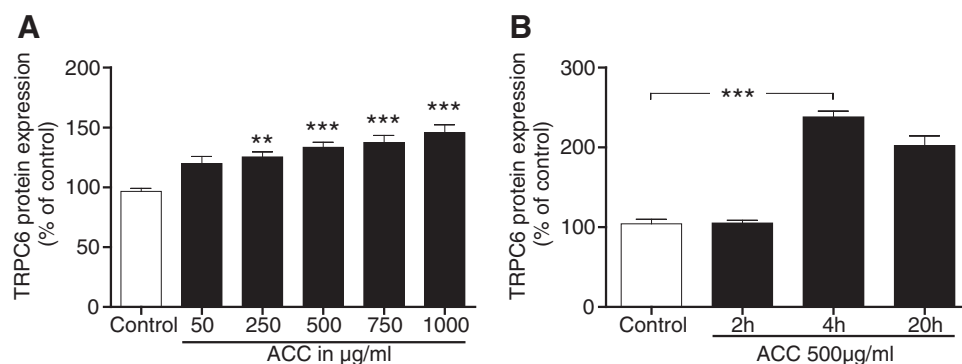 A
TRPC6 protein expression
(% of control)
200
150
100
50
0
**
***
***
***
Control 50 250 500 750 1000
ACC in µg/ml
B
TRPC6 protein expression
(% of control)
300
200
100
0
***
Control 2h 4h 20h
ACC 500µg/ml